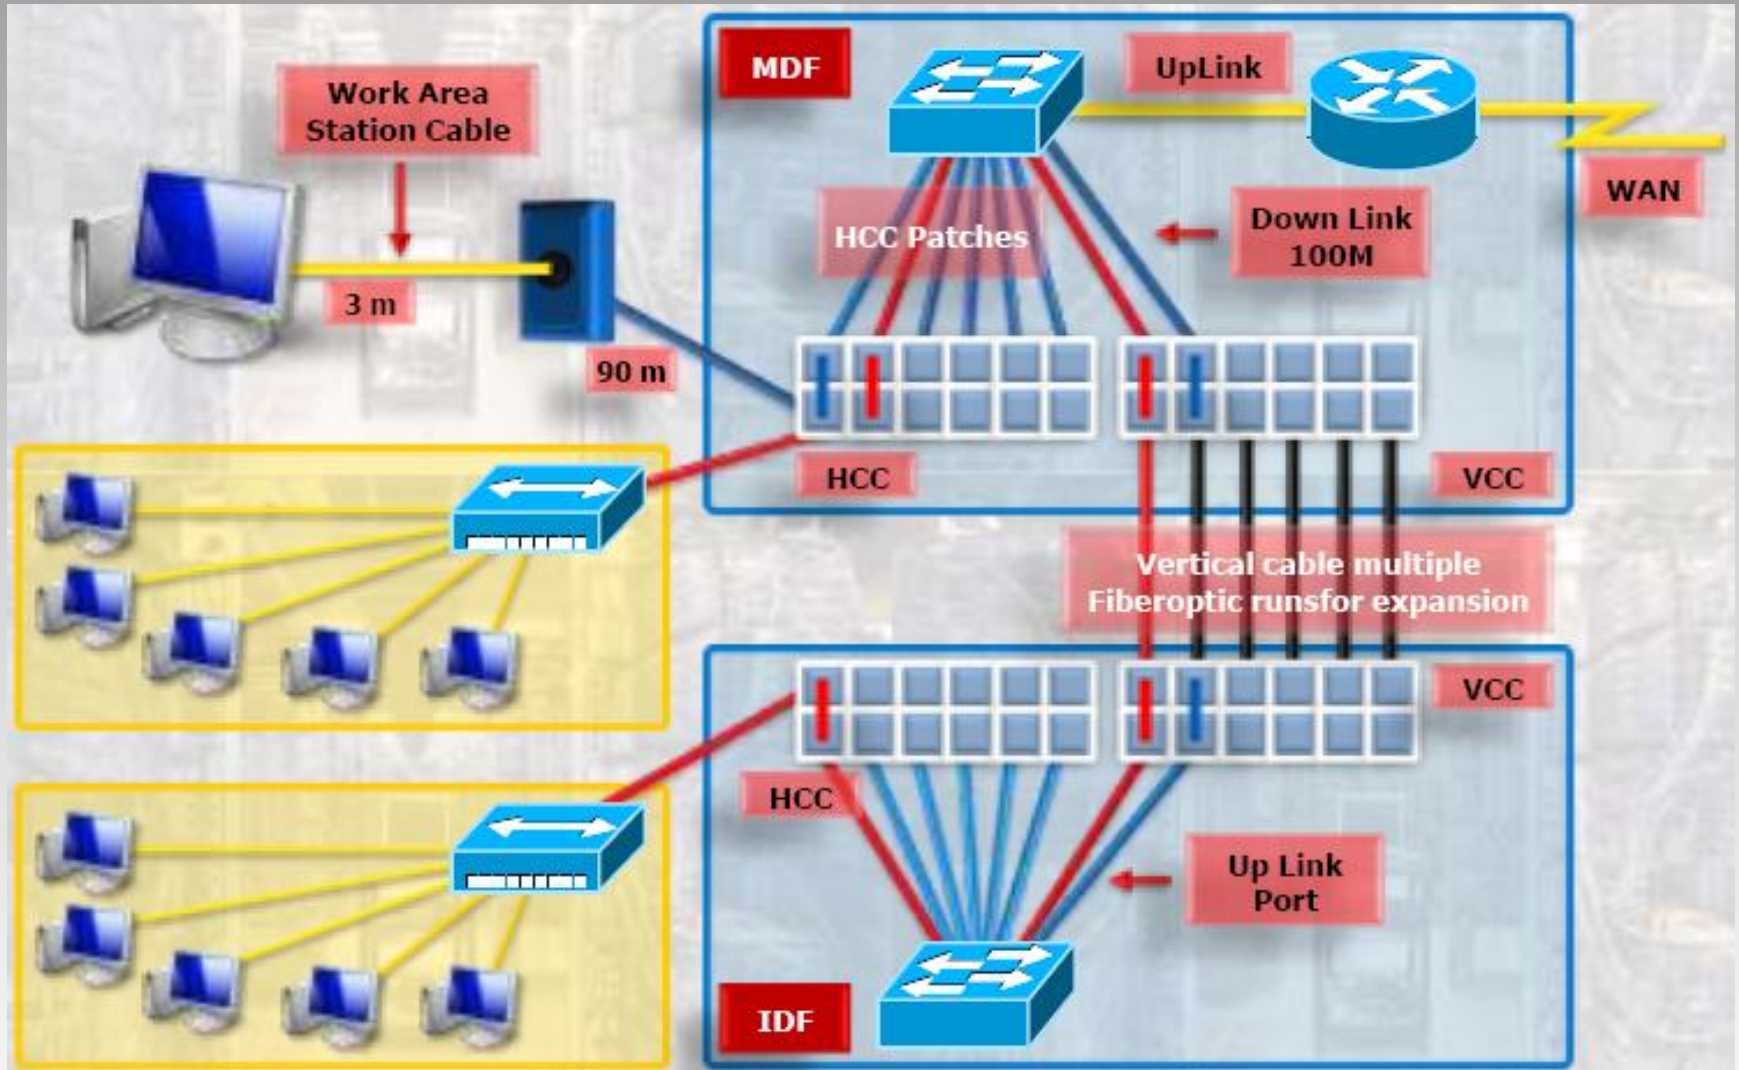 MDF
UpLink
Work Area
Station Cable
WAN
HCC Patches
Down Link
100M
3 m
90 m
HCC
VCC
Vertical cable multiple
Fiberoptic runsfor expansion
VCC
HCC
Up Link
Port
IDF